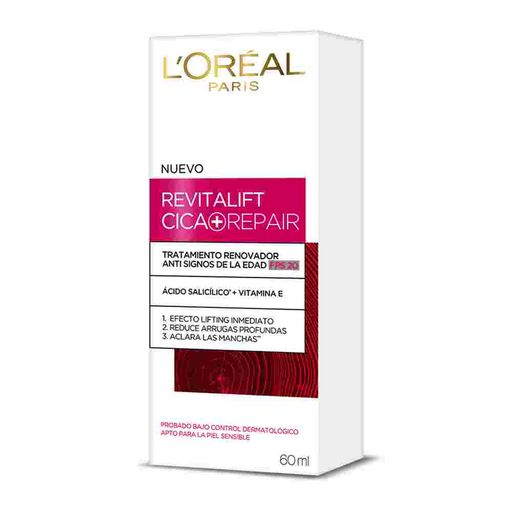 L'ORÉAL
PARIS
NUEVO
REVITALIFT
CICA+REPAIR
TRATAMIENTO RENOVADOR
ANTI SIGNOS DE LA EDAD FPS 20
ÁCIDO SALICÍLICO* + VITAMINA E
1. EFECTO LIFTING INMEDIATO
2. REDUCE ARRUGAS PROFUNDAS
3. ACLARA LAS MANCHAS**
PROBADO BAJO CONTROL DERMATOLÓGICO
APTO PARA LA PIEL SENSIBLE
60ml